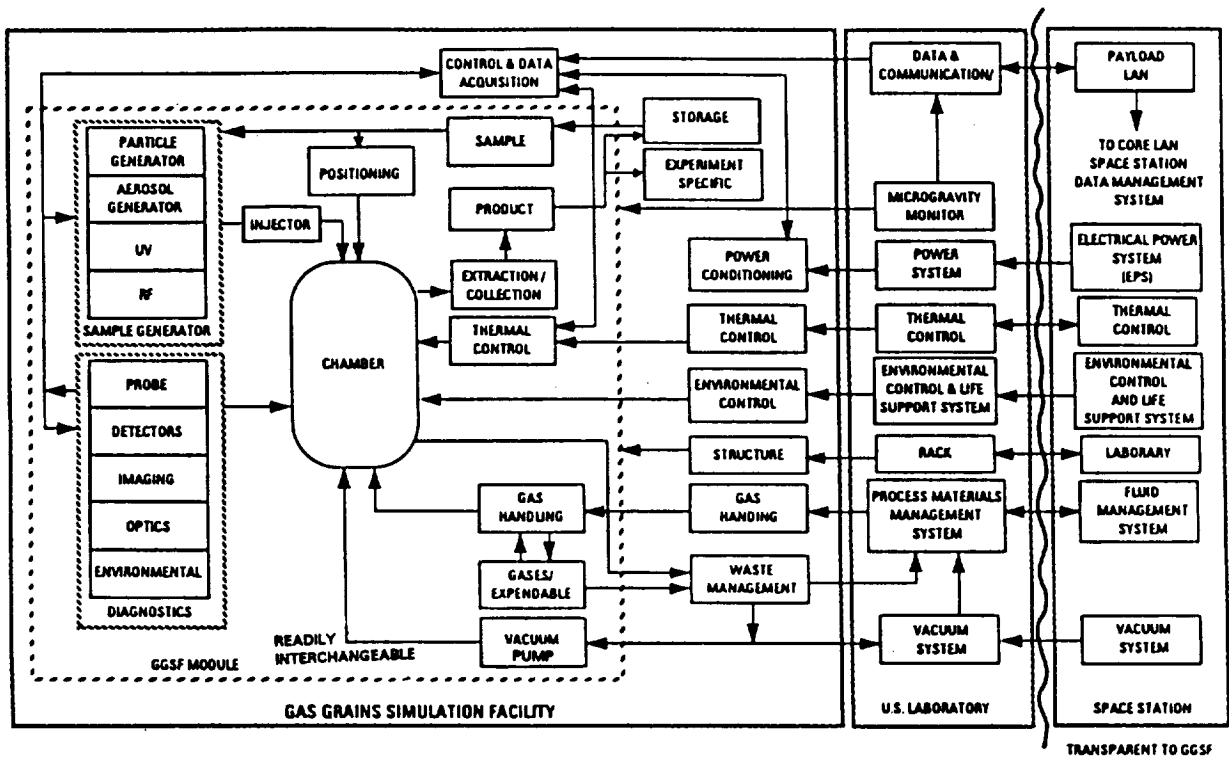 CONTROL & DATA
ACQUISITION
DATA &
COMMUNICATION/
PAYLOAD
LAN
TO CORE LAN
SPACE STATION
DATA MANAGEMENT
SYSTEM
PARTICLE
GENERATOR
AEROSOL
GENERATOR
UV
RF
SAMPLE GENERATOR
POSITIONING
INJECTOR
SAMPLE
STORAGE
EXPERIMENT
SPECIFIC
PRODUCT
EXTRACTION /
COLLECTION
THERMAL
CONTROL
CHAMBER
MICROGRAVITY
MONITOR
POWER
CONDITIONING
POWER
SYSTEM
ELECTRICAL POWER
SYSTEM
(EPS)
THERMAL
CONTROL
THERMAL
CONTROL
THERMAL
CONTROL
ENVIRONMENTAL
CONTROL
ENVIRONMENTAL
CONTROL & LIFE
SUPPORT SYSTEM
ENVIRONMENTAL
CONTROL
AND LIFE
SUPPORT SYSTEM
PROBE
DETECTORS
IMAGING
OPTICS
ENVIRONMENTAL
DIAGNOSTICS
STRUCTURE
RACK
LABORARY
GAS
HANDLING
GAS
HANDING
PROCESS MATERIALS
MANAGEMENT
SYSTEM
FLUID
MANAGEMENT
SYSTEM
GASES/
EXPENDABLE
WASTE
MANAGEMENT
VACUUM
PUMP
VACUUM
SYSTEM
VACUUM
SYSTEM
READILY
INTERCHANGEABLE
GGSF MODULE
GAS GRAINS SIMULATION FACILITY
U.S. LABORATORY
SPACE STATION
TRANSPARENT TO GGSF